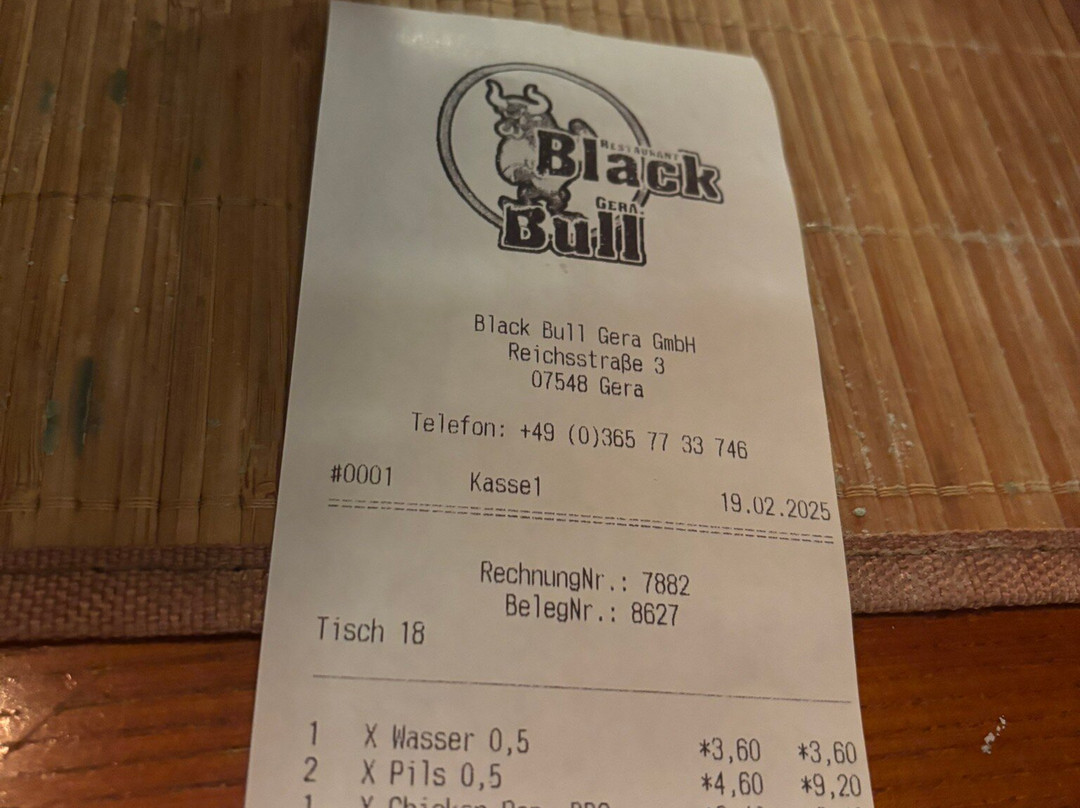 RESTAURANT
Black
GERA
Bull
Black Bull Gera GmbH
Reichsstraße 3
07548 Gera
Telefon: +49 (0)365 77 33 746
#0001 Kasse1 19.02.2025
RechnungNr.: 7882
BelegNr.: 8627
Tisch 18
1 X Wasser 0,5 *3,60 *3,60
2 X Pils 0,5 *4,60 *9,20
1 X Chicken